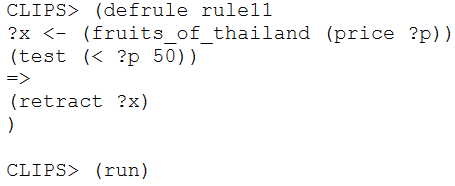 CLIPS> (defrule rule11
?x <- (fruits_of_thailand (price ?p))
(test (< ?p 50))
=>
(retract ?x)
)
CLIPS> (run)